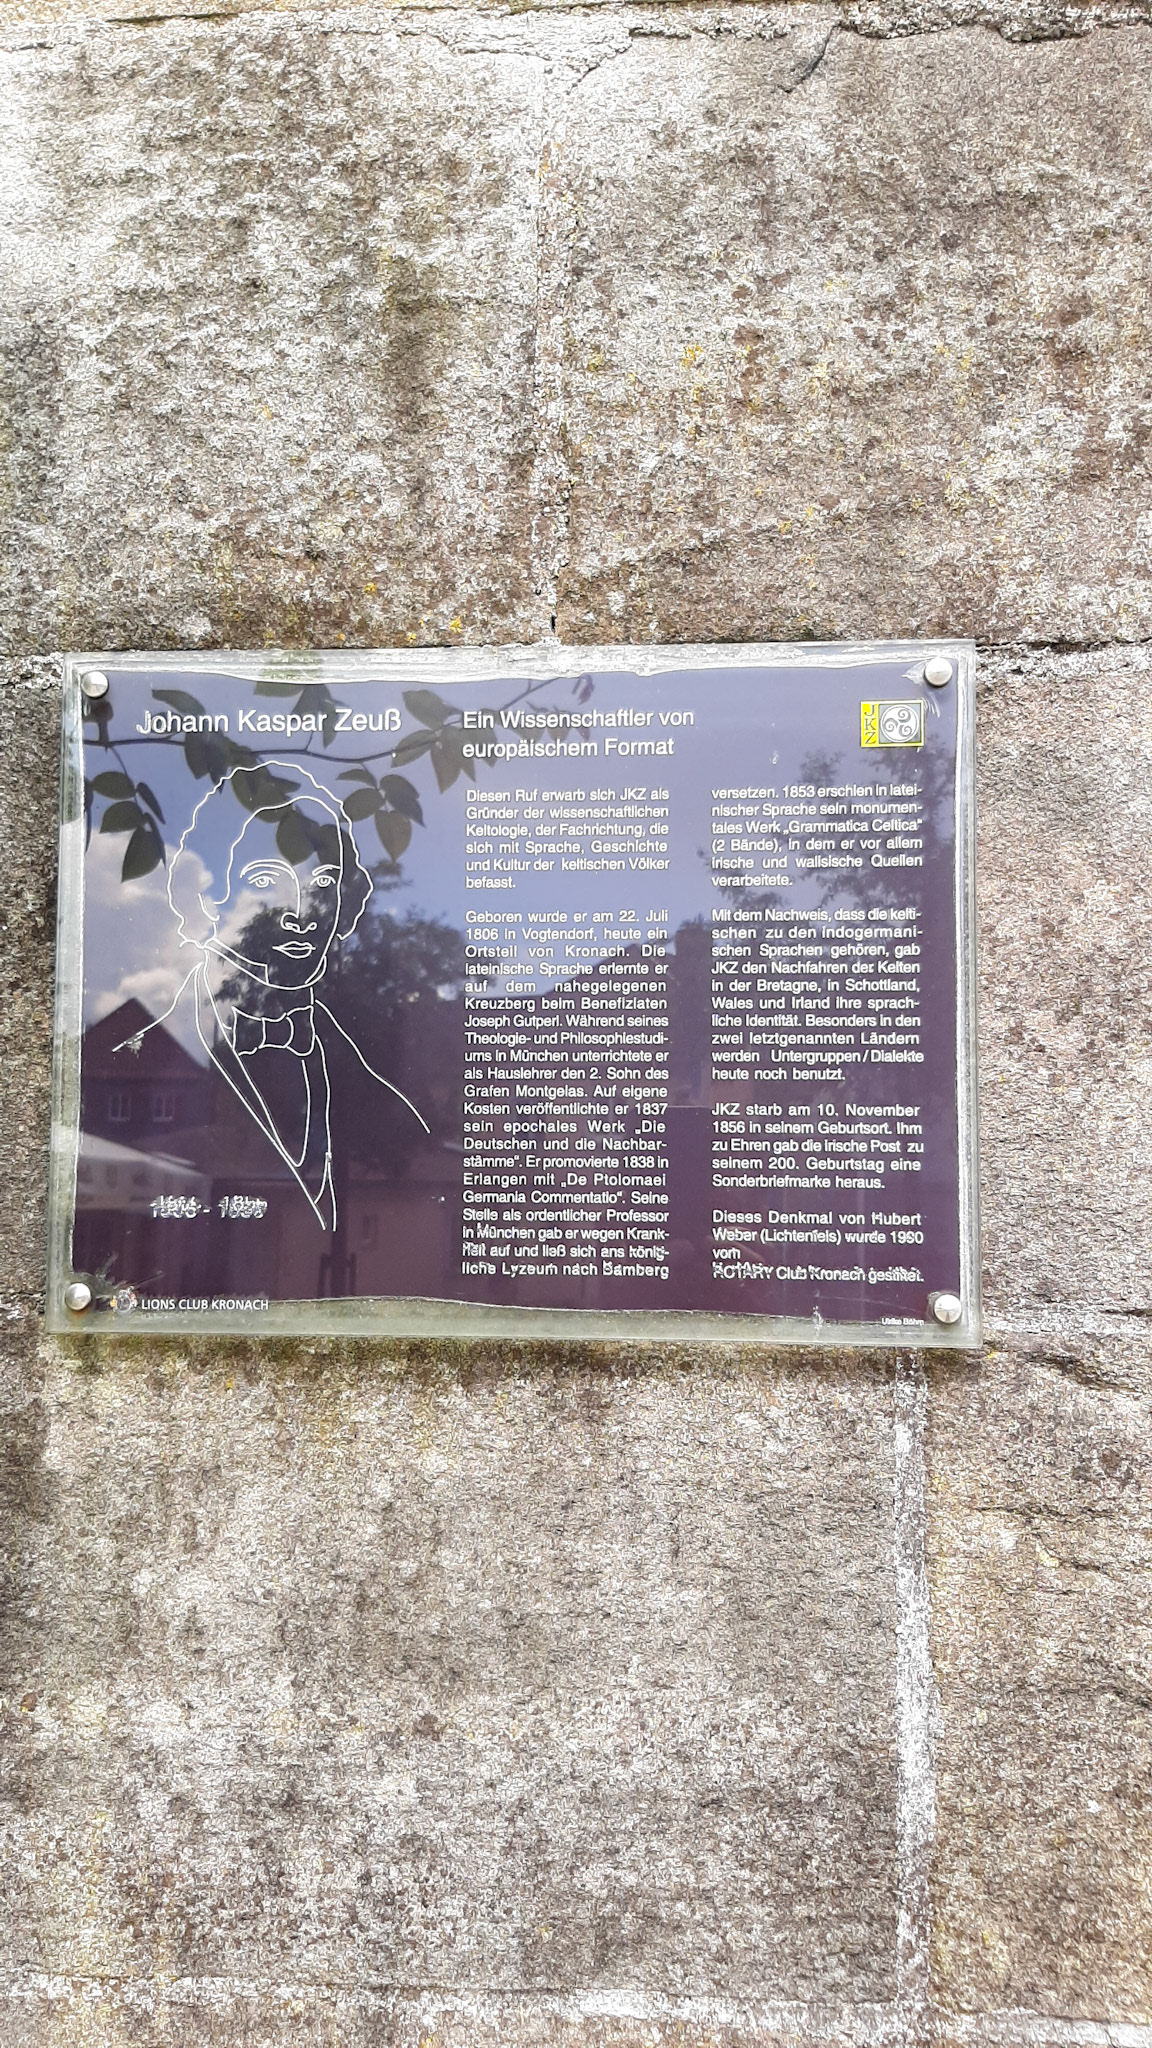 Johann Kaspar Zeuß
Ein Wissenschaftler von
europäischem Format
JKZ
Diesen Ruf erwarb sich JKZ als
Gründer der wissenschaftlichen
Keltologie, der Fachrichtung, die
sich mit Sprache, Geschichte
und Kultur der keltischen Völker
befasst.
Geboren wurde er am 22. Juli
1806 in Vogtendorf, heute ein
Ortsteil von Kronach. Die
lateinische Sprache erlernte er
auf dem nahegelegenen
Kreuzberg beim Benefiziaten
Joseph Gutperl. Während seines
Theologie- und Philosophiestudi-
ums in München unterrichtete er
als Hauslehrer den 2. Sohn des
Grafen Montgelas. Auf eigene
Kosten veröffentlichte er 1837
sein epochales Werk „Die
Deutschen und die Nachbar-
stämme“. Er promovierte 1838 in
Erlangen mit „De Ptolomaei
Germania Commentatio“. Seine
Stelle als ordentlicher Professor
in München gab er wegen Krank-
heit auf und ließ sich ans könig-
liche Lyzeum nach Bamberg
versetzen. 1853 erschien in latei-
nischer Sprache sein monumen-
tales Werk „Grammatica Celtica“
(2 Bände), in dem er vor allem
irische und walisische Quellen
verarbeitete.
Mit dem Nachweis, dass die kelti-
schen zu den indogermani-
schen Sprachen gehören, gab
JKZ den Nachfahren der Kelten
in der Bretagne, in Schottland,
Wales und Irland ihre sprach-
liche Identität. Besonders in den
zwei letztgenannten Ländern
werden Untergruppen/Dialekte
heute noch benutzt.
JKZ starb am 10. November
1856 in seinem Geburtsort. Ihm
zu Ehren gab die irische Post zu
seinem 200. Geburtstag eine
Sonderbriefmarke heraus.
Dieses Denkmal von Hubert
Weber (Lichtenfels) wurde 1990
vom
ROTARY Club Kronach gestiftet.
1806 - 1856
LIONS CLUB KRONACH
Ulrike Böhm